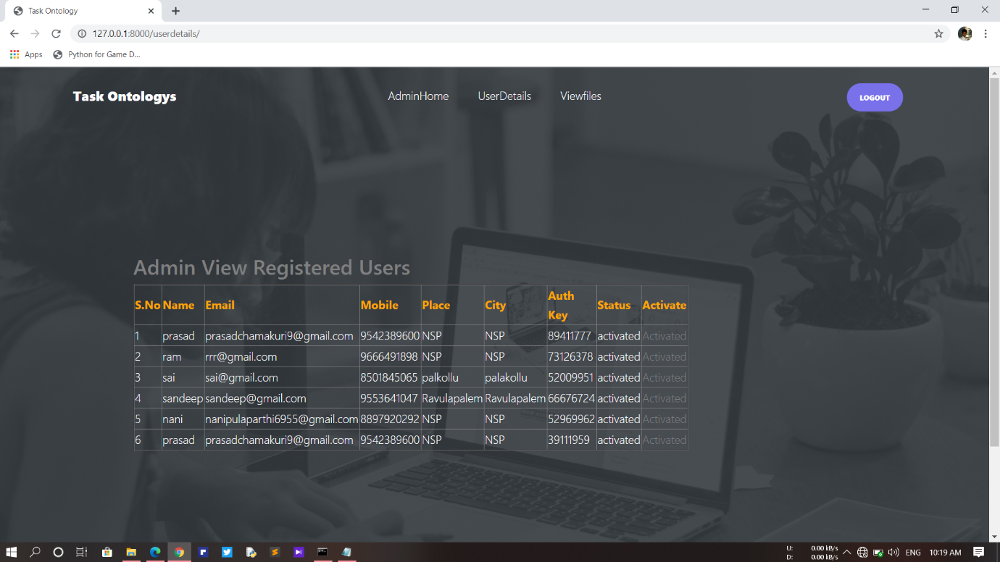 Task Ontology
127.0.0.1:8000/userdetails/
Apps Python for Game D...
Task Ontologys AdminHome UserDetails Viewfiles LOGOUT
Admin View Registered Users
S.No Name Email Mobile Place City Auth Key Status Activate
1 prasad prasadchamakuri9@gmail.com 9542389600 NSP NSP 89411777 activated Activated
2 ram rrr@gmail.com 9666491898 NSP NSP 73126378 activated Activated
3 sai sai@gmail.com 8501845065 palkollu palakollu 52009951 activated Activated
4 sandeep sandeep@gmail.com 9553641047 Ravulapalem Ravulapalem 66676724 activated Activated
5 nani nanipulaparthi6955@gmail.com 8897920292 NSP NSP 52969962 activated Activated
6 prasad prasadchamakuri9@gmail.com 9542389600 NSP NSP 39111959 activated Activated
U: 0.00 kB/s
D: 0.00 kB/s
ENG 10:19 AM